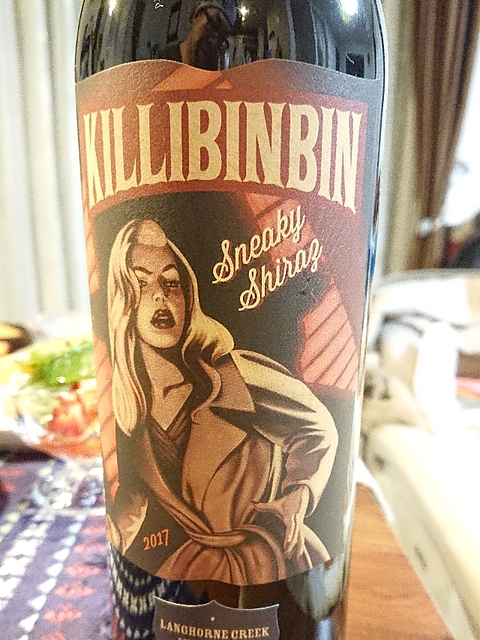 KILLIBINBIN
Sneaky
Shiraz
2017
LANGHORNE CREEK